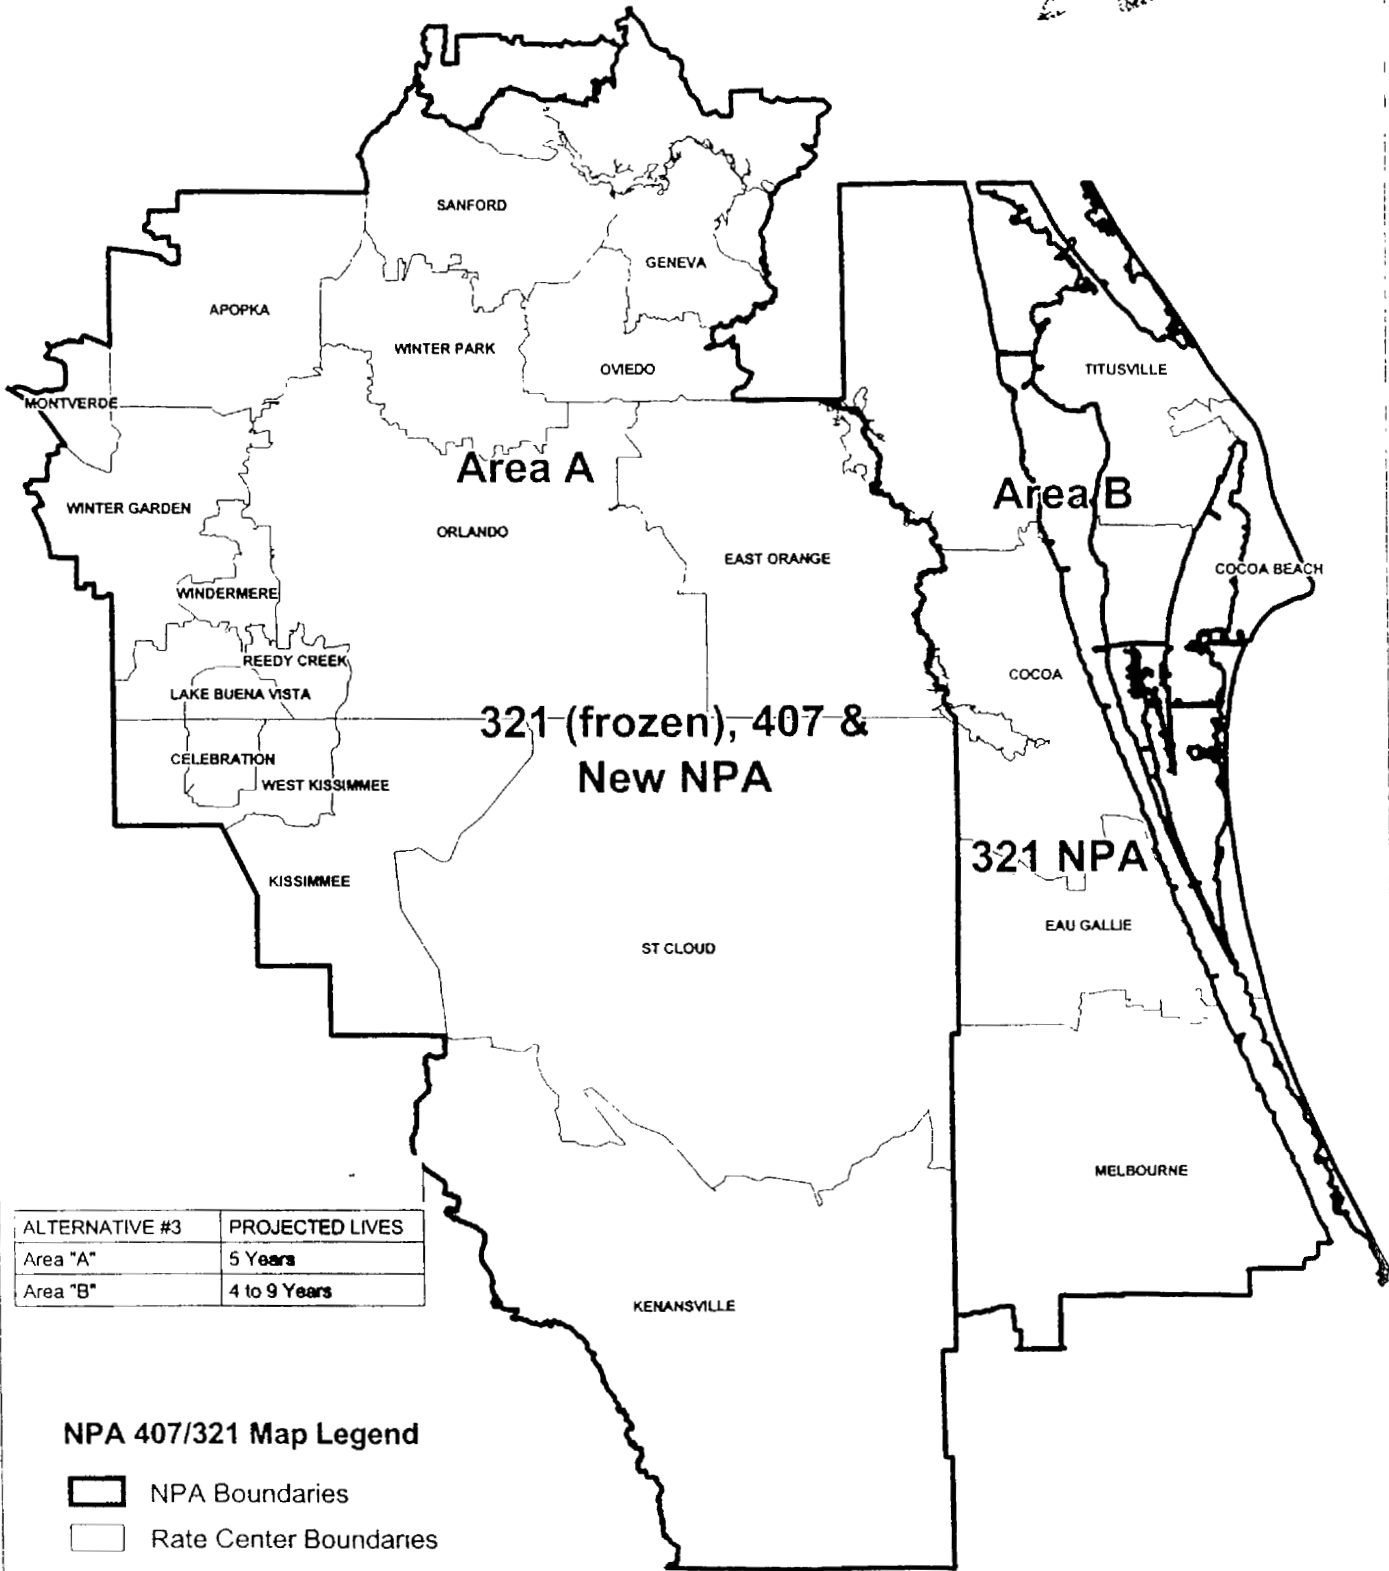 SANFORD
GENEVA
APOPKA
WINTER PARK
OVIEDO
TITUSVILLE
MONTVERDE
Area A
Area B
WINTER GARDEN
ORLANDO
EAST ORANGE
COCOA BEACH
WINDERMERE
REEDY CREEK
COCOA
LAKE BUENA VISTA
321 (frozen), 407 &
New NPA
CELEBRATION
WEST KISSIMMEE
321 NPA
KISSIMMEE
EAU GALLIE
ST CLOUD
MELBOURNE
ALTERNATIVE #3 PROJECTED LIVES
Area "A" 5 Years
Area "B" 4 to 9 Years
KENANSVILLE
NPA 407/321 Map Legend
NPA Boundaries
Rate Center Boundaries